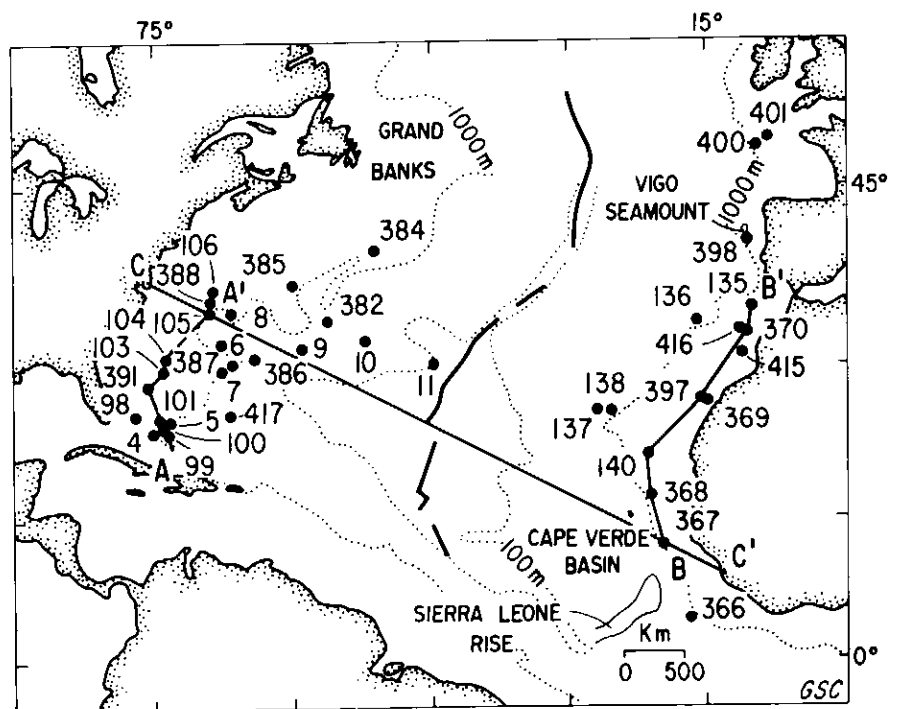 75°
15°
GRAND
BANKS
1000m
401
400
1000m
VIGO
SEAMOUNT
45°
384
398
106
385
C
388
A'
135
B'
382
136
104
105
8
370
416
6
103
9
10
415
387
391
7
386
11
138
397
98
101
5
417
137
369
4
100
99
140
A
368
367
CAPE VERDE
BASIN
C'
100m
B
SIERRA LEONE
RISE
366
Km
0 500
0°
GSC